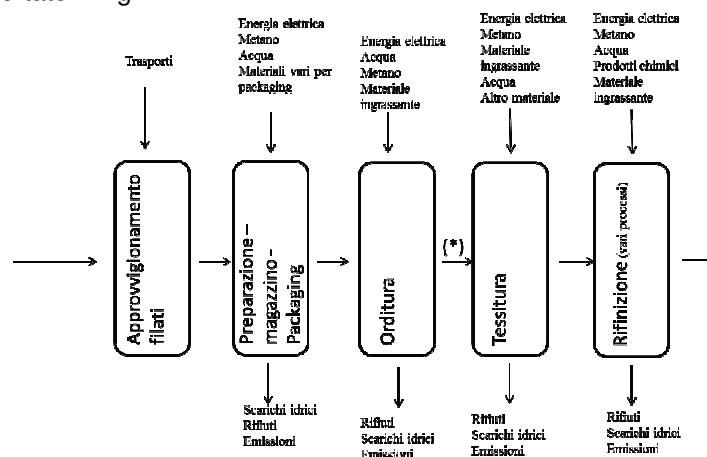 Trasporti
Energia elettrica
Metano
Acqua
Materiali vari per
packaging
Energia elettrica
Acqua
Metano
Materiale
ingrassante
Energia elettrica
Metano
Materiale
ingrassante
Acqua
Altro materiale
Energia elettrica
Metano
Acqua
Prodotti chimici
Materiale
ingrassante
Approvvigionamento
filati
Preparazione –
magazzino -
Packaging
Orditura
(*)
Tessitura
Rifinizione (vari processi)
Scarichi idrici
Rifiuti
Emissioni
Rifiuti
Scarichi idrici
Emissioni
Rifiuti
Scarichi idrici
Emissioni
Rifiuti
Scarichi idrici
Emissioni